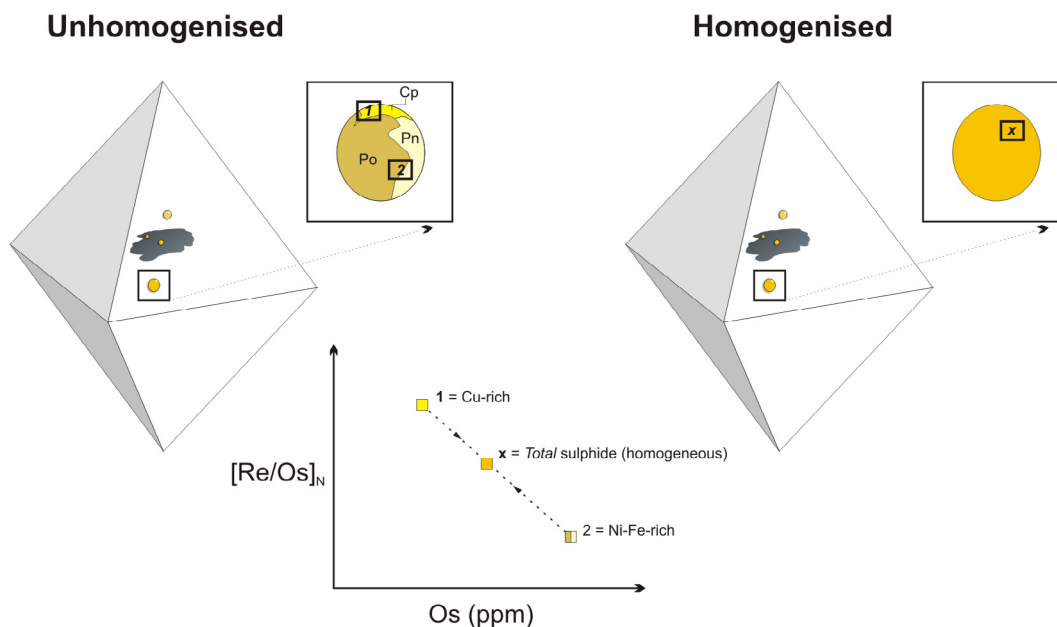 Unhomogenised
Homogenised
1
Cp
Pn
Po
2
x
1 = Cu-rich
x = Total sulphide (homogeneous)
[Re/Os]N
2 = Ni-Fe-rich
Os (ppm)